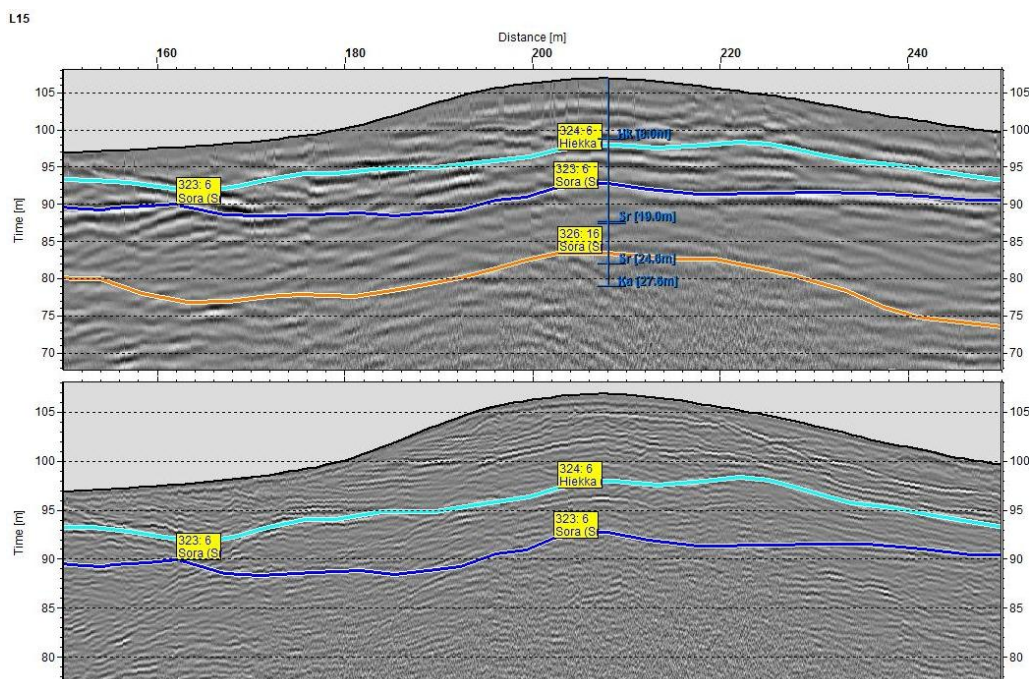 L15
Distance [m]
160 180 200 220 240
105 105
100 100
95 95
90 90
85 85
80 80
75 75
70 70
Time [m]
324: 6
Hiekka (
323: 6
Sora (S
323: 6
Sora (S
326: 16
Sora (S
Sr [19.0m]
Sr [24.6m]
Ka [27.6m]
105 105
100 100
95 95
90 90
85 85
80 80
Time [m]
324: 6
Hiekka (
323: 6
Sora (S
323: 6
Sora (S